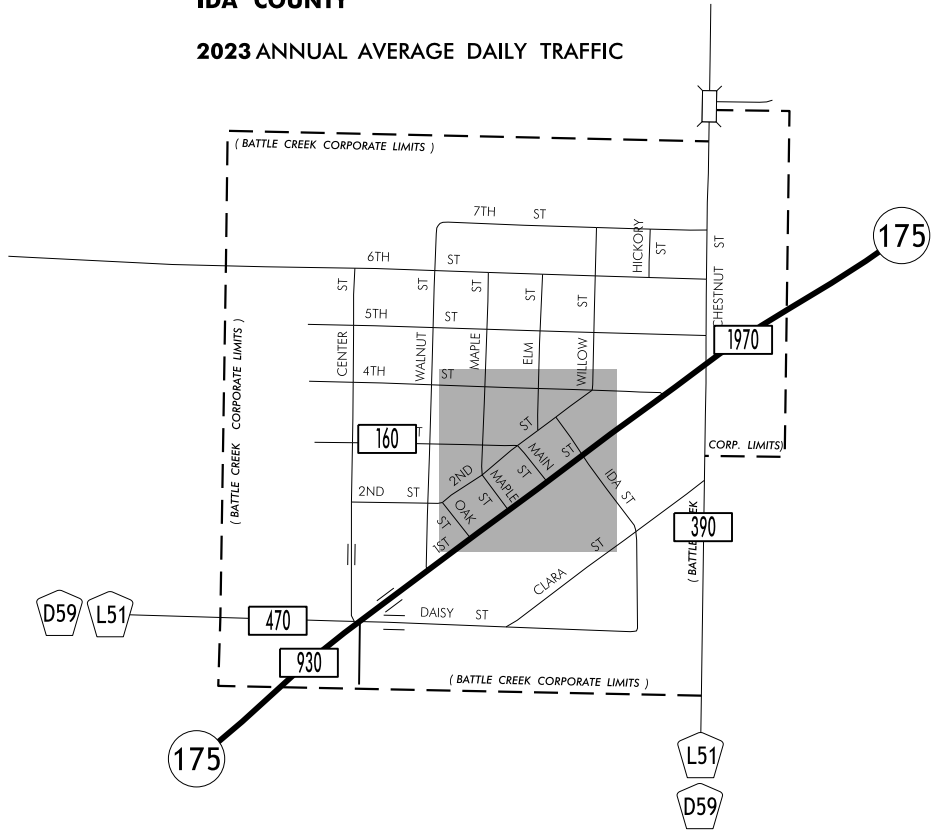 IDA COUNTY
2023 ANNUAL AVERAGE DAILY TRAFFIC
( BATTLE CREEK CORPORATE LIMITS )
7TH ST
HICKORY ST
CHESTNUT ST
175
6TH ST
CENTER ST
WALNUT ST
MAPLE ST
ELM ST
WILLOW ST
5TH ST
1970
( BATTLE CREEK CORPORATE LIMITS )
4TH ST
160
CORP. LIMITS)
MAIN ST
2ND ST
MAPLE ST
IDA ST
2ND ST
OAK ST
1ST ST
390
CLARA ST
D59
L51
470
DAISY ST
930
( BATTLE CREEK CORPORATE LIMITS )
175
L51
D59